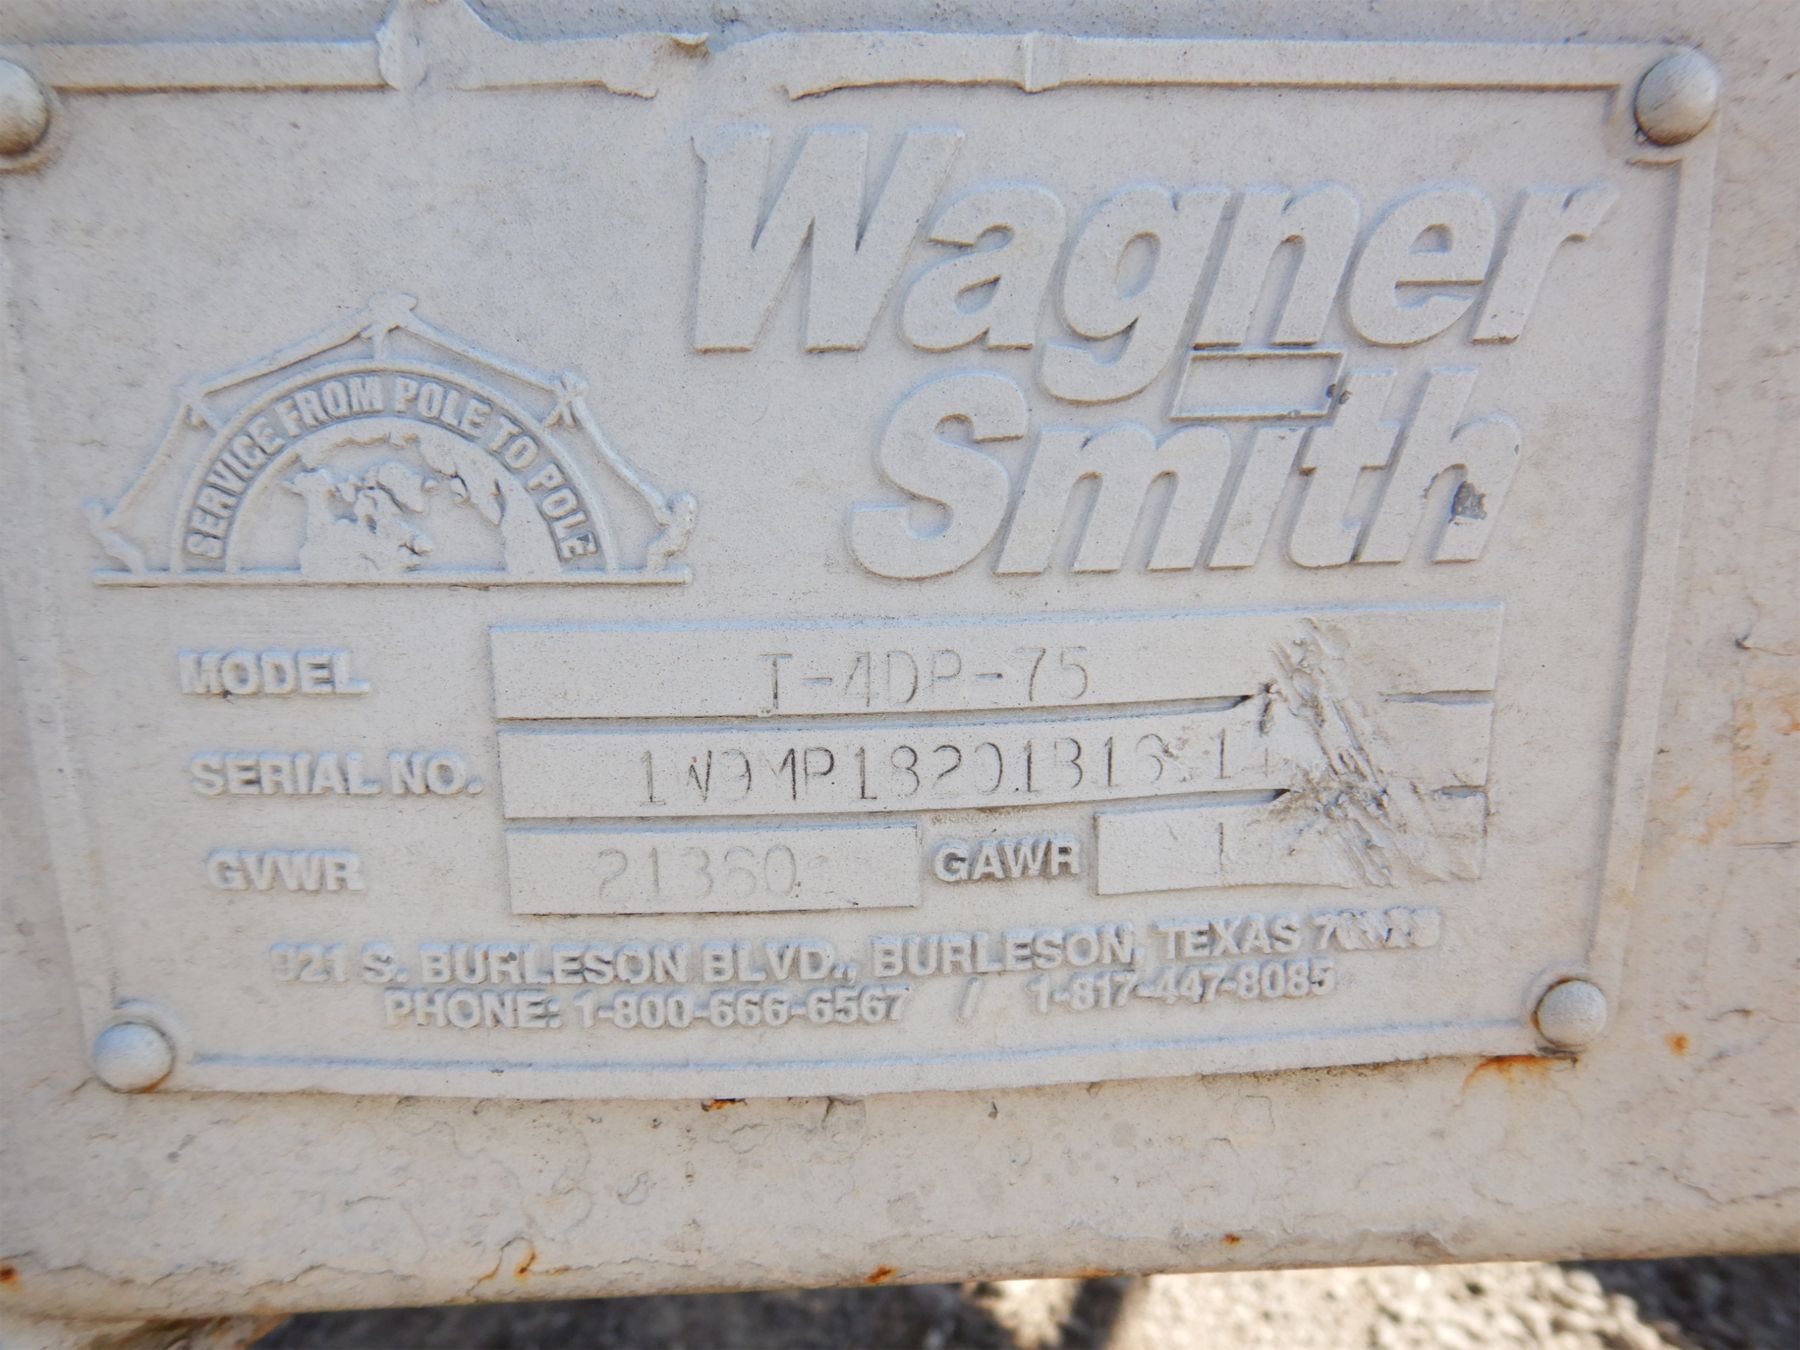 Wagner
Smith
SERVICE FROM POLE TO POLE
MODEL T-4DP-75
SERIAL NO.
GVWR 21360
GAWR
921 S. BURLESON BLVD., BURLESON, TEXAS
PHONE: 1-800-666-6567 / 1-817-447-8085